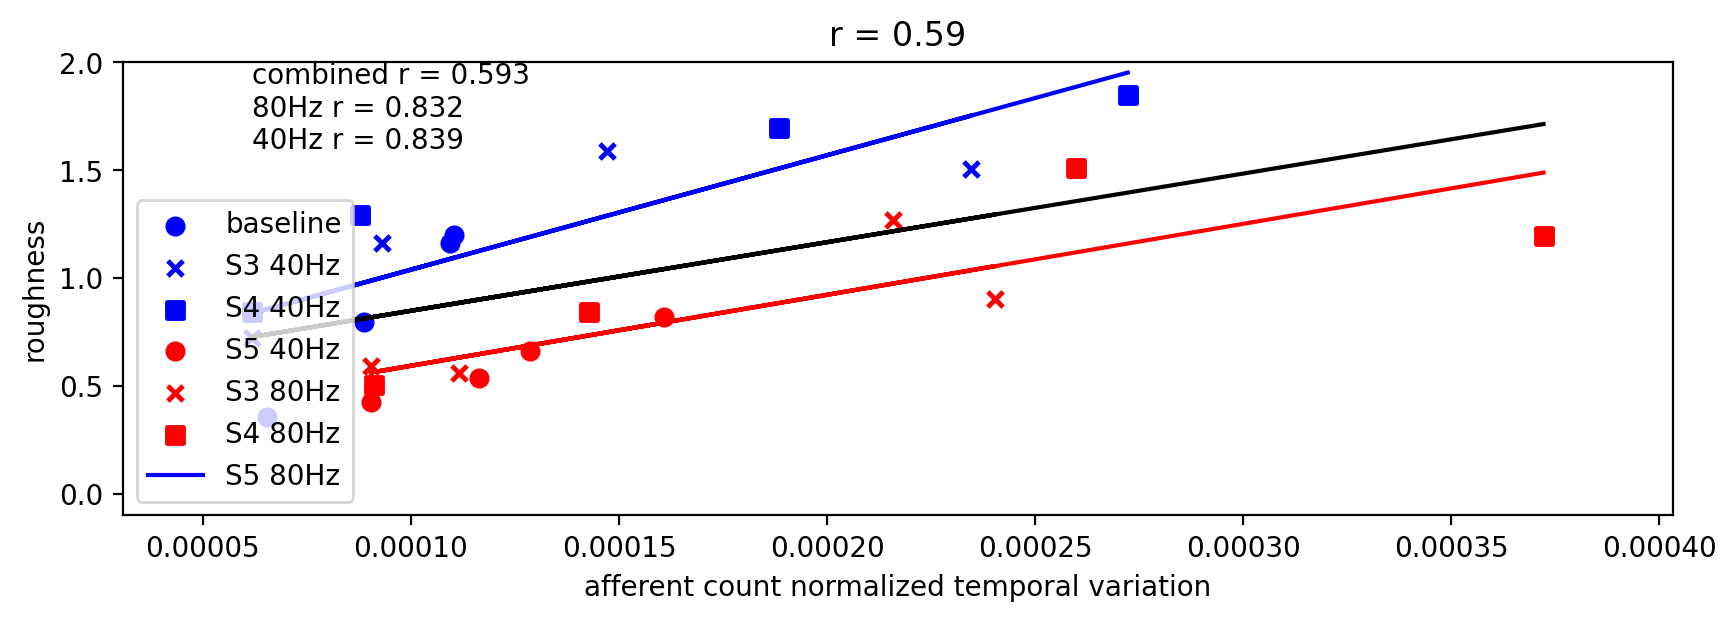 r = 0.59
combined r = 0.593
80Hz r = 0.832
40Hz r = 0.839
roughness
2.0
1.5
1.0
0.5
0.0
baseline
S3 40Hz
S4 40Hz
S5 40Hz
S3 80Hz
S4 80Hz
S5 80Hz
0.00005 0.00010 0.00015 0.00020 0.00025 0.00030 0.00035 0.00040
afferent count normalized temporal variation